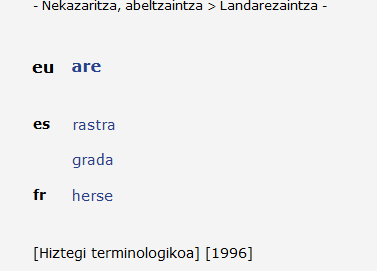 - Nekazaritza, abeltzaintza > Landarezaintza -
eu are
es rastra
grada
fr herse
[Hiztegi terminologikoa] [1996]